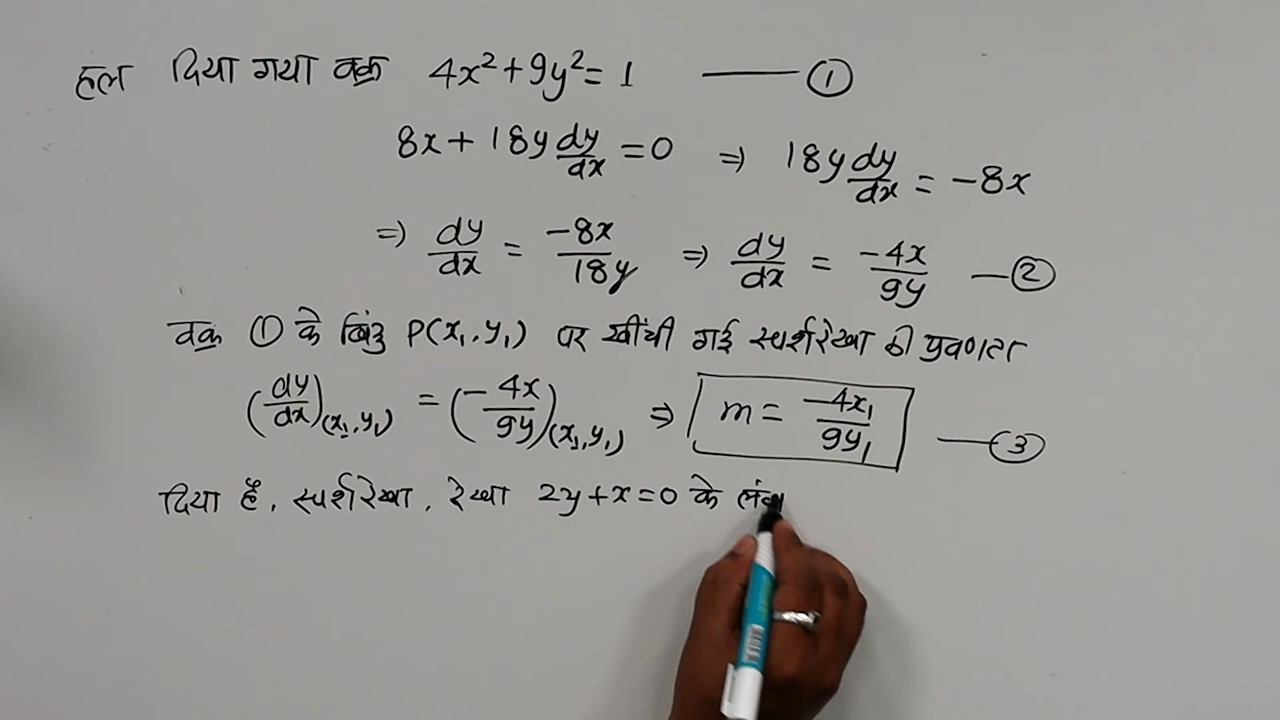 हल दिया गया वक्र 4x²+9y²=1 —— ①
8x + 18y dy/dx = 0 ⇒ 18y dy/dx = -8x
⇒ dy/dx = -8x/18y ⇒ dy/dx = -4x/9y — ②
वक्र ① के बिंदु P(x₁, y₁) पर खींची गई स्पर्शरेखा की प्रवणता
(dy/dx)(x₁, y₁) = (-4x/9y)(x₁, y₁) ⇒ m = -4x₁/9y₁ —— ③
दिया है, स्पर्शरेखा, रेखा 2y+x=0 के लंब